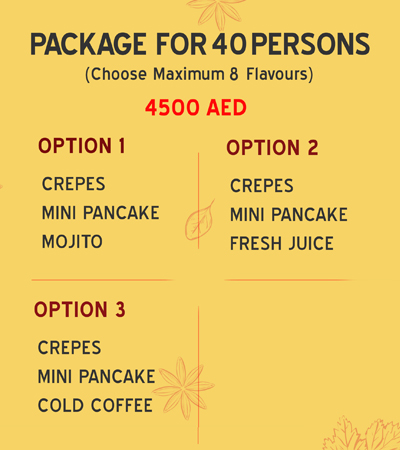 PACKAGE FOR 40 PERSONS
(Choose Maximum 8 Flavours)
4500 AED
OPTION 1
CREPES
MINI PANCAKE
MOJITO
OPTION 2
CREPES
MINI PANCAKE
FRESH JUICE
OPTION 3
CREPES
MINI PANCAKE
COLD COFFEE